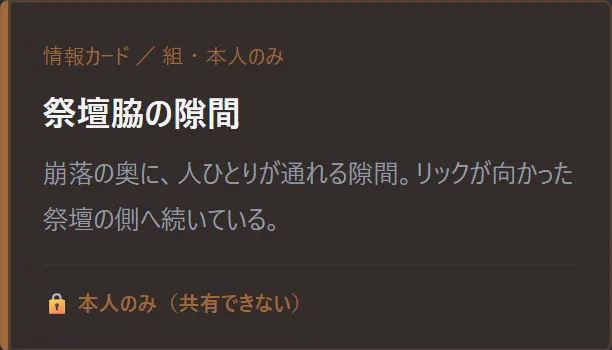 情報カード ／ 組 · 本人のみ
祭壇脇の隙間
崩落の奥に、人ひとりが通れる隙間。リックが向かった
祭壇の側へ続いている。
🔒 本人のみ（共有できない）